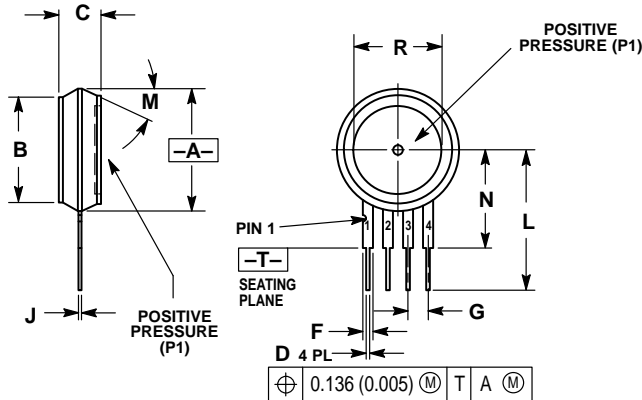 C
R
POSITIVE
PRESSURE (P1)
M
B
–A–
N
L
PIN 1
1 2 3 4
–T–
SEATING
PLANE
G
J
F
POSITIVE
PRESSURE
(P1)
D 4 PL
⌖ 0.136 (0.005) Ⓜ T A Ⓜ